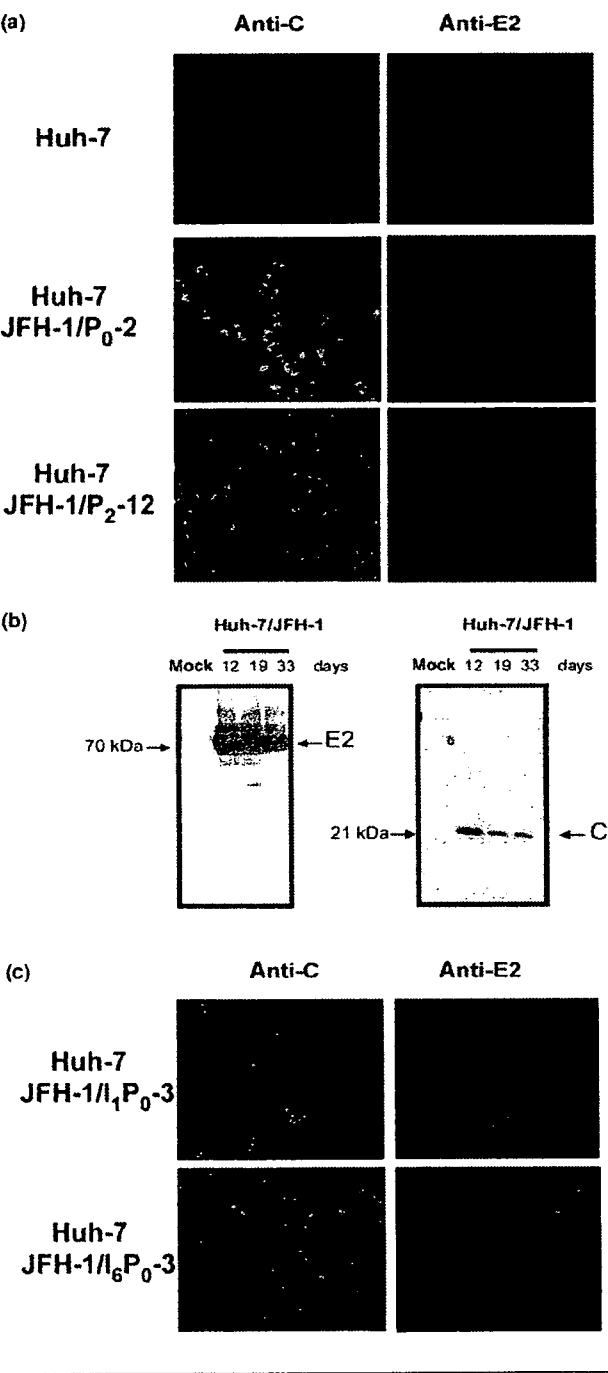 (a)
Anti-C Anti-E2
Huh-7
Huh-7
JFH-1/P0-2
Huh-7
JFH-1/P2-12
(b)
Huh-7/JFH-1 Huh-7/JFH-1
Mock 12 19 33 days Mock 12 19 33 days
70 kDa E2
21 kDa C
(c)
Anti-C Anti-E2
Huh-7
JFH-1/I1P0-3
Huh-7
JFH-1/I6P0-3